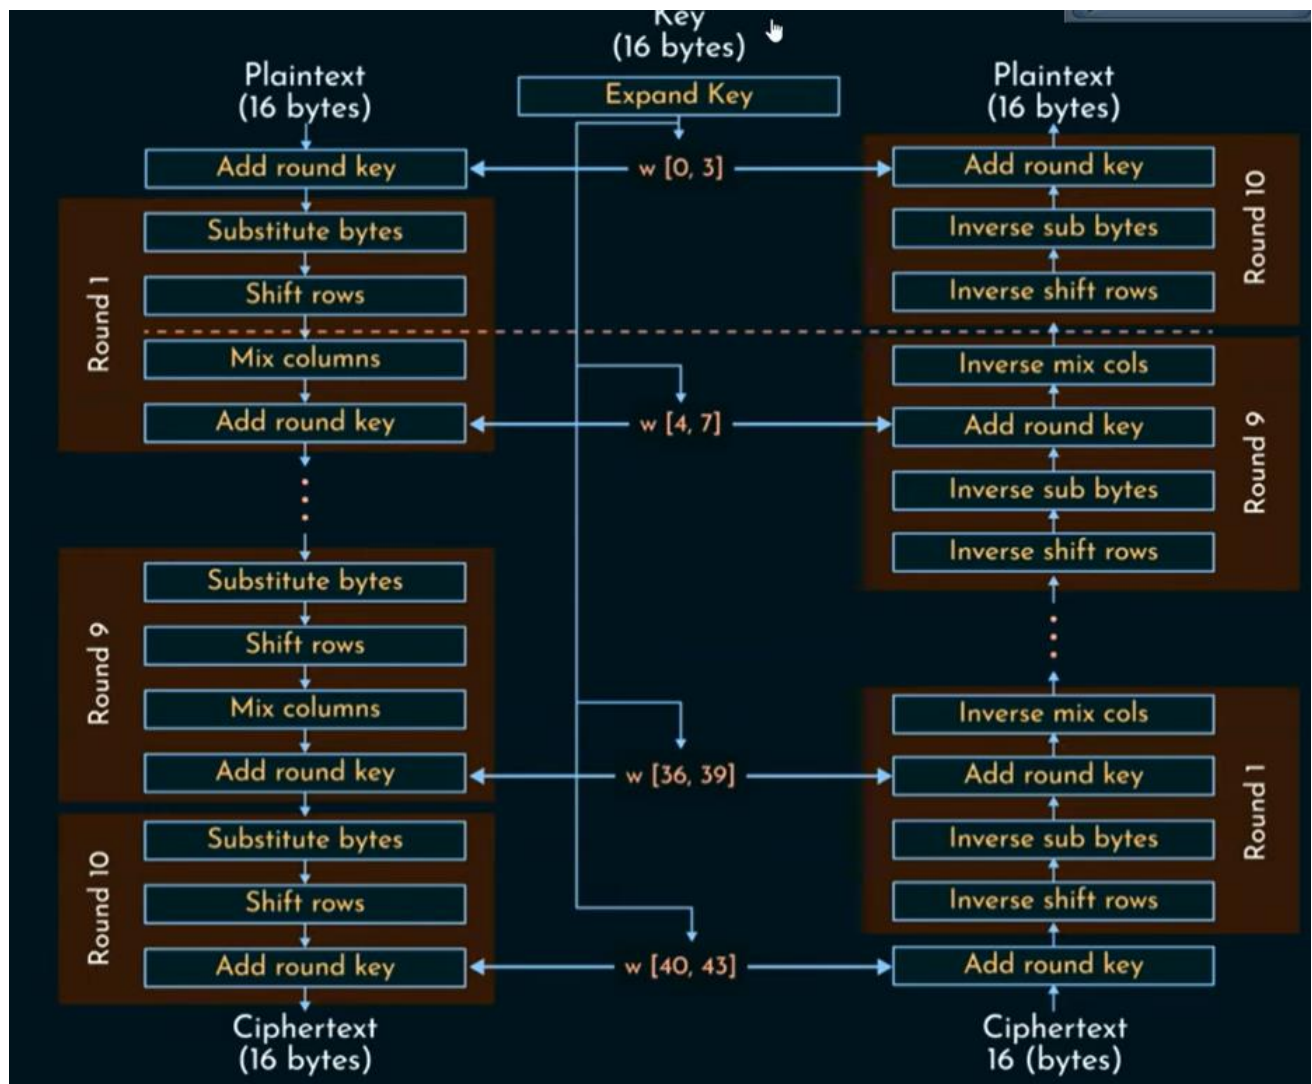 Key
(16 bytes)
Expand Key
Plaintext
(16 bytes)
Add round key
Round 1
Substitute bytes
Shift rows
Mix columns
Add round key
Round 9
Substitute bytes
Shift rows
Mix columns
Add round key
Round 10
Substitute bytes
Shift rows
Add round key
Ciphertext
(16 bytes)
w [0, 3]
w [4, 7]
w [36, 39]
w [40, 43]
Plaintext
(16 bytes)
Add round key
Inverse sub bytes
Inverse shift rows
Round 10
Inverse mix cols
Add round key
Inverse sub bytes
Inverse shift rows
Round 9
Inverse mix cols
Add round key
Inverse sub bytes
Inverse shift rows
Round 1
Add round key
Ciphertext
16 (bytes)